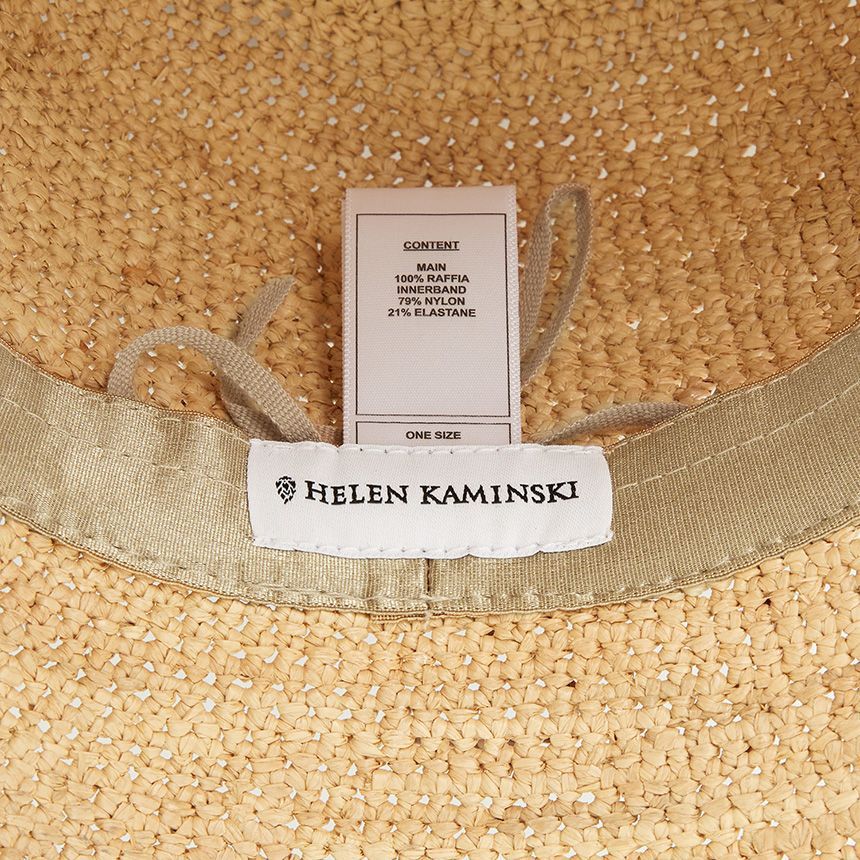 CONTENT
MAIN
100% RAFFIA
INNERBAND
79% NYLON
21% ELASTANE
ONE SIZE
HELEN KAMINSKI